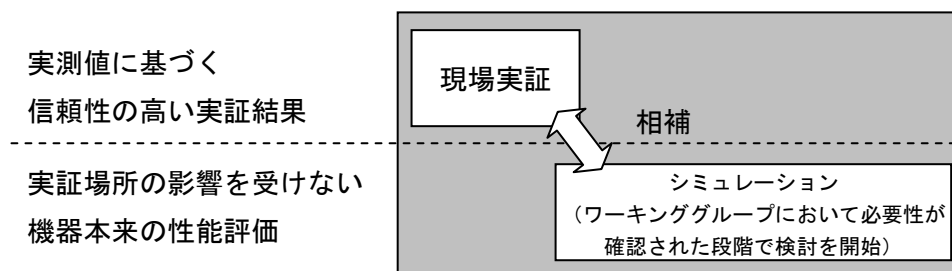 実測値に基づく
信頼性の高い実証結果
現場実証
相補
実証場所の影響を受けない
機器本来の性能評価
シミュレーション
（ワーキンググループにおいて必要性が
確認された段階で検討を開始）